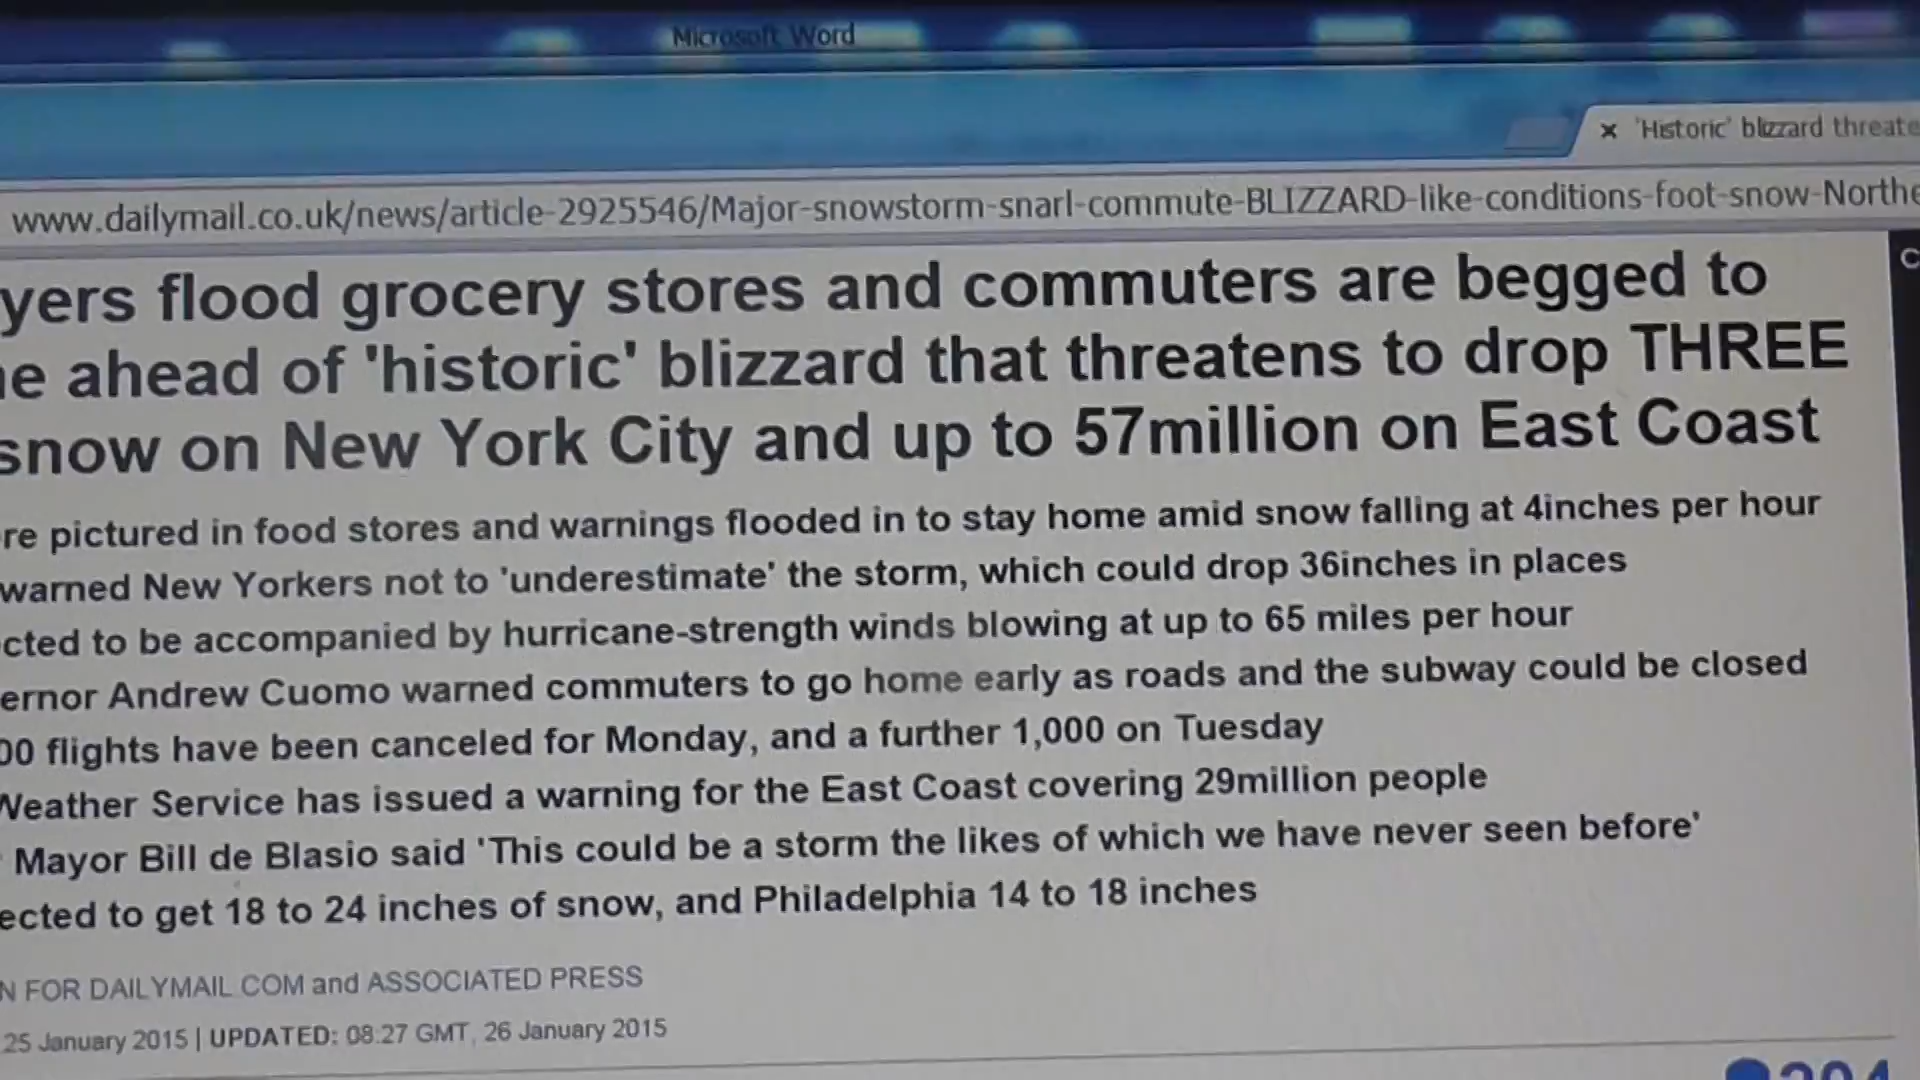 Microsoft Word
'Historic' blizzard threate
www.dailymail.co.uk/news/article-2925546/Major-snowstorm-snarl-commute-BLIZZARD-like-conditions-foot-snow-Northe
yers flood grocery stores and commuters are begged to
e ahead of 'historic' blizzard that threatens to drop THREE
snow on New York City and up to 57million on East Coast
re pictured in food stores and warnings flooded in to stay home amid snow falling at 4inches per hour
warned New Yorkers not to 'underestimate' the storm, which could drop 36inches in places
cted to be accompanied by hurricane-strength winds blowing at up to 65 miles per hour
ernor Andrew Cuomo warned commuters to go home early as roads and the subway could be closed
00 flights have been canceled for Monday, and a further 1,000 on Tuesday
Weather Service has issued a warning for the East Coast covering 29million people
Mayor Bill de Blasio said 'This could be a storm the likes of which we have never seen before'
ected to get 18 to 24 inches of snow, and Philadelphia 14 to 18 inches
N FOR DAILYMAIL.COM and ASSOCIATED PRESS
25 January 2015 | UPDATED: 08:27 GMT, 26 January 2015